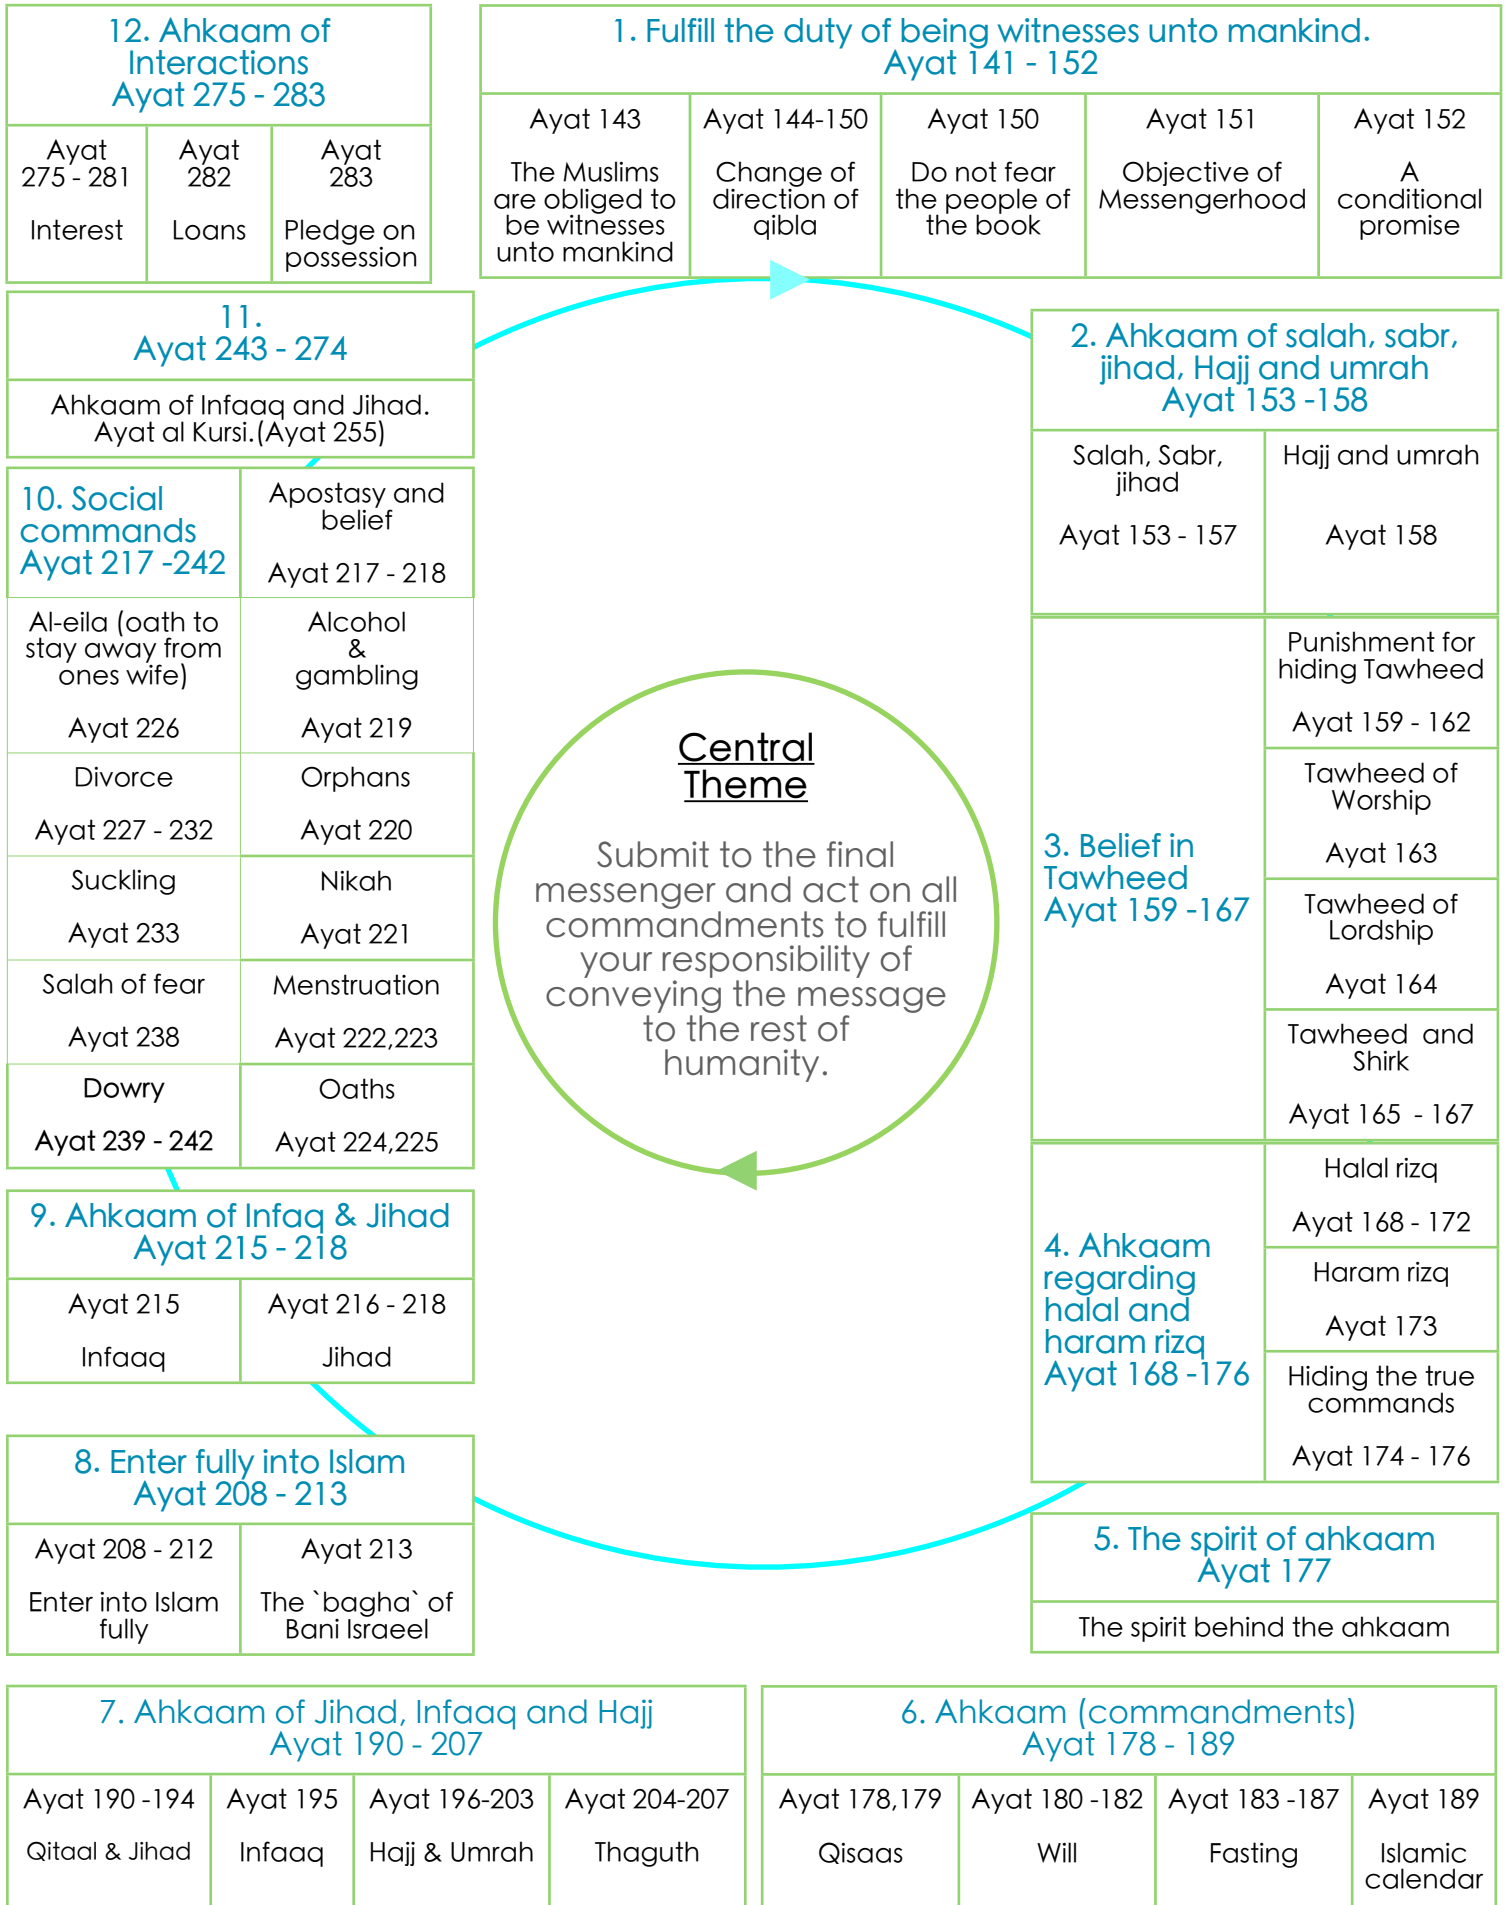 12. Ahkaam of
Interactions
Ayat 275 - 283
Ayat
275 - 281
Interest
Ayat
282
Loans
Ayat
283
Pledge on
possession
1. Fulfill the duty of being witnesses unto mankind.
Ayat 141 - 152
Ayat 143
The Muslims
are obliged to
be witnesses
unto mankind
Ayat 144-150
Change of
direction of
qibla
Ayat 150
Do not fear
the people of
the book
Ayat 151
Objective of
Messengerhood
Ayat 152
A
conditional
promise
11.
Ayat 243 - 274
Ahkaam of Infaaq and Jihad.
Ayat al Kursi.(Ayat 255)
2. Ahkaam of salah, sabr,
jihad, Hajj and umrah
Ayat 153 -158
Salah, Sabr,
jihad
Ayat 153 - 157
Hajj and umrah
Ayat 158
10. Social
commands
Ayat 217 -242
Apostasy and
belief
Ayat 217 - 218
Al-eila (oath to
stay away from
ones wife)
Ayat 226
Alcohol
&
gambling
Ayat 219
Divorce
Ayat 227 - 232
Orphans
Ayat 220
Suckling
Ayat 233
Nikah
Ayat 221
Salah of fear
Ayat 238
Menstruation
Ayat 222,223
Dowry
Ayat 239 - 242
Oaths
Ayat 224,225
Central
Theme
Submit to the final
messenger and act on all
commandments to fulfill
your responsibility of
conveying the message
to the rest of
humanity.
3. Belief in
Tawheed
Ayat 159 -167
Punishment for
hiding Tawheed
Ayat 159 - 162
Tawheed of
Worship
Ayat 163
Tawheed of
Lordship
Ayat 164
Tawheed and
Shirk
Ayat 165 - 167
4. Ahkaam
regarding
halal and
haram rizq
Ayat 168 -176
Halal rizq
Ayat 168 - 172
Haram rizq
Ayat 173
Hiding the true
commands
Ayat 174 - 176
9. Ahkaam of Infaq & Jihad
Ayat 215 - 218
Ayat 215
Infaaq
Ayat 216 - 218
Jihad
8. Enter fully into Islam
Ayat 208 - 213
Ayat 208 - 212
Enter into Islam
fully
Ayat 213
The `bagha` of
Bani Israeel
5. The spirit of ahkaam
Ayat 177
The spirit behind the ahkaam
7. Ahkaam of Jihad, Infaaq and Hajj
Ayat 190 - 207
Ayat 190 -194
Qitaal & Jihad
Ayat 195
Infaaq
Ayat 196-203
Hajj & Umrah
Ayat 204-207
Thaguth
6. Ahkaam (commandments)
Ayat 178 - 189
Ayat 178,179
Qisaas
Ayat 180 -182
Will
Ayat 183 -187
Fasting
Ayat 189
Islamic
calendar